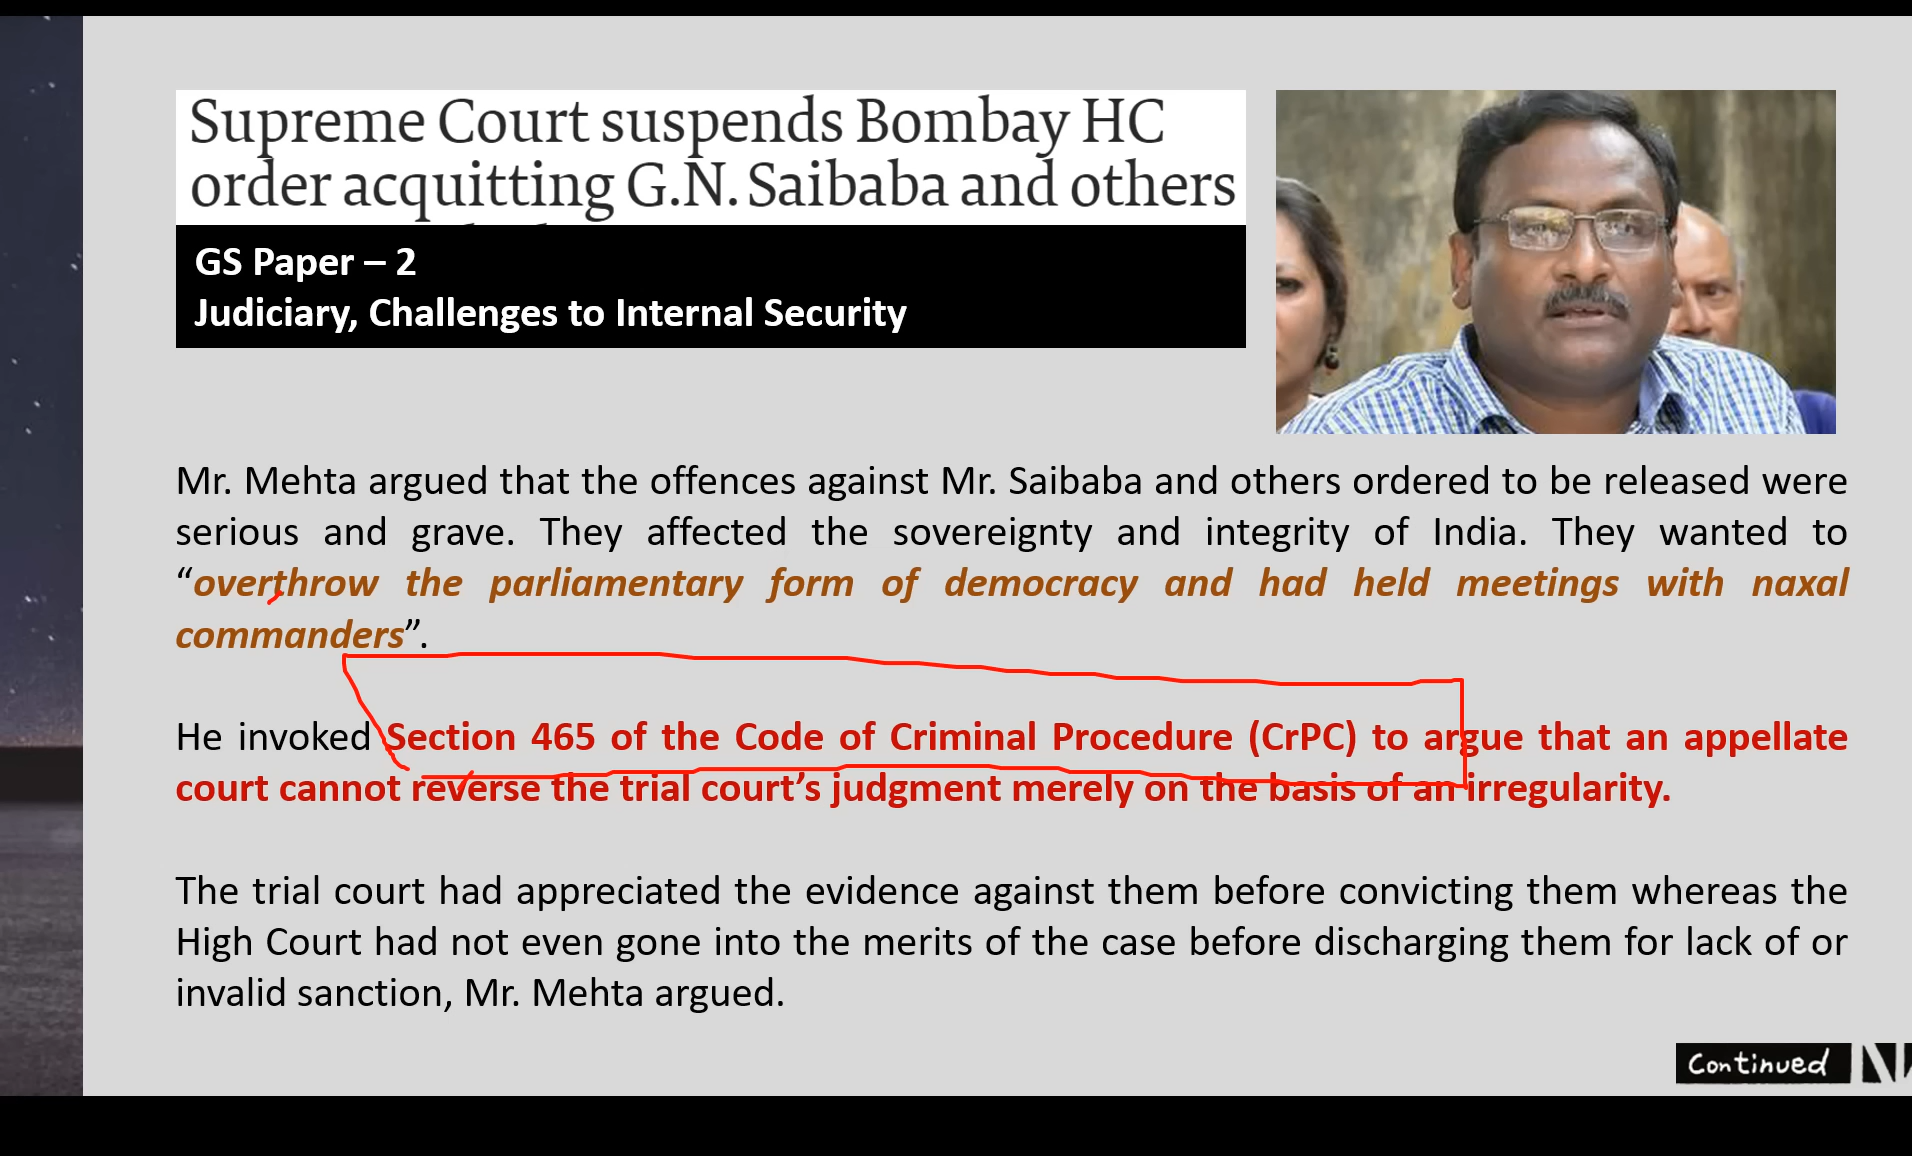 Supreme Court suspends Bombay HC
order acquitting G.N. Saibaba and others
GS Paper – 2
Judiciary, Challenges to Internal Security
Mr. Mehta argued that the offences against Mr. Saibaba and others ordered to be released were
serious and grave. They affected the sovereignty and integrity of India. They wanted to
“overthrow the parliamentary form of democracy and had held meetings with naxal
commanders”.
He invoked Section 465 of the Code of Criminal Procedure (CrPC) to argue that an appellate
court cannot reverse the trial court’s judgment merely on the basis of an irregularity.
The trial court had appreciated the evidence against them before convicting them whereas the
High Court had not even gone into the merits of the case before discharging them for lack of or
invalid sanction, Mr. Mehta argued.
Continued